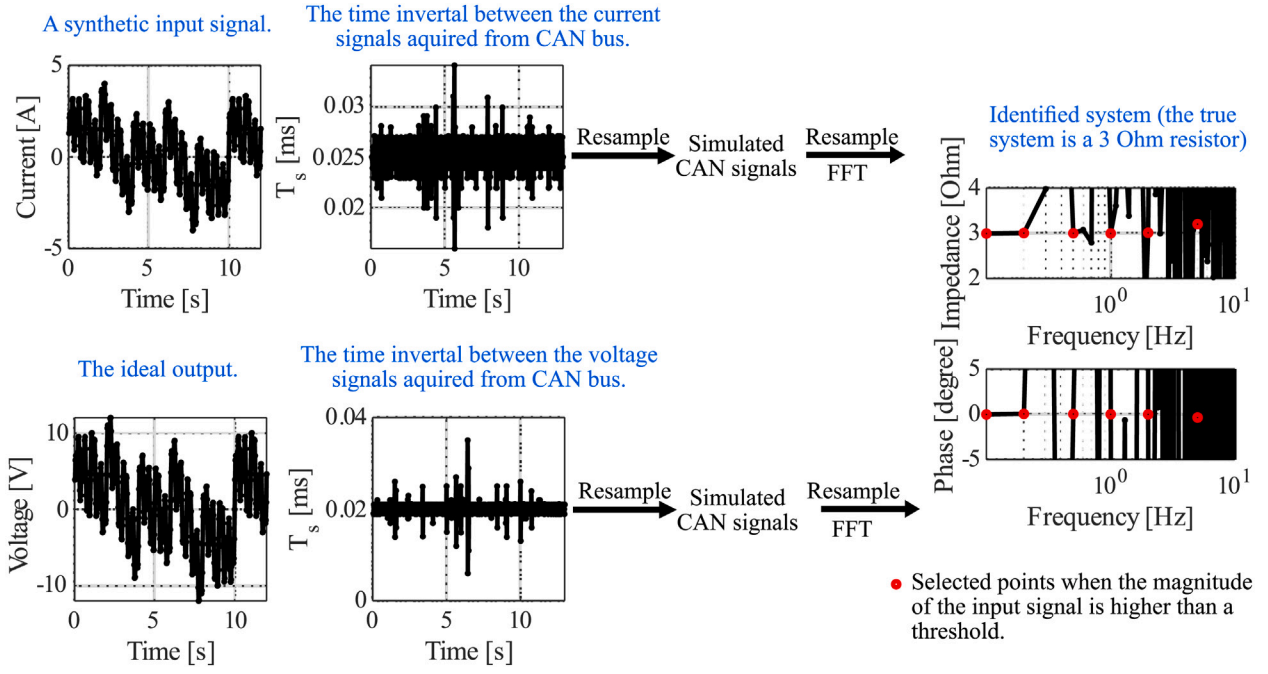 A synthetic input signal.
The time invertal between the current
signals aquired from CAN bus.
5
0
-5
Current [A]
0
5
10
Time [s]
0.03
0.025
0.02
T s [ms]
0
5
10
Time [s]
Resample
Simulated
CAN signals
Resample
FFT
Identified system (the true
system is a 3 Ohm resistor)
4
3
2
Impedance [Ohm]
10^0
10^1
Frequency [Hz]
The ideal output.
The time invertal between the voltage
signals aquired from CAN bus.
10
0
-10
Voltage [V]
0
5
10
Time [s]
0.04
0.02
0
T s [ms]
0
5
10
Time [s]
Resample
Simulated
CAN signals
Resample
FFT
5
0
-5
Phase [degree]
10^0
10^1
Frequency [Hz]
Selected points when the magnitude
of the input signal is higher than a
threshold.